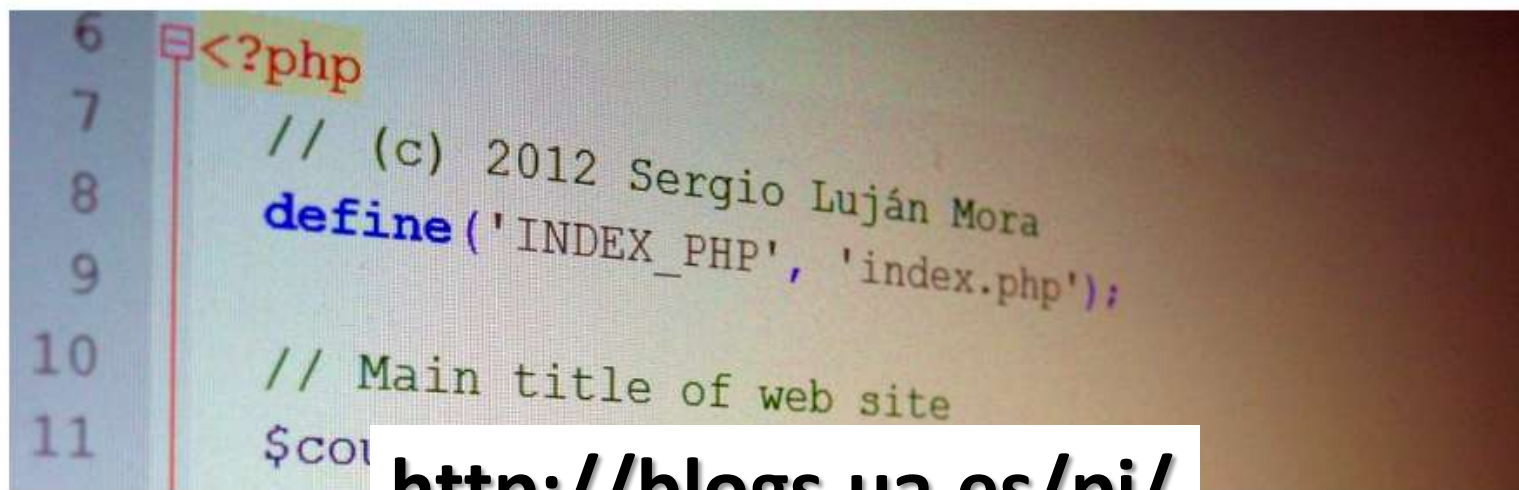 6 <?php
7 // (c) 2012 Sergio Luján Mora
8 define('INDEX_PHP', 'index.php');
9
10 // Main title of web site
11 $cou
http://blogs.ua.es/pi/